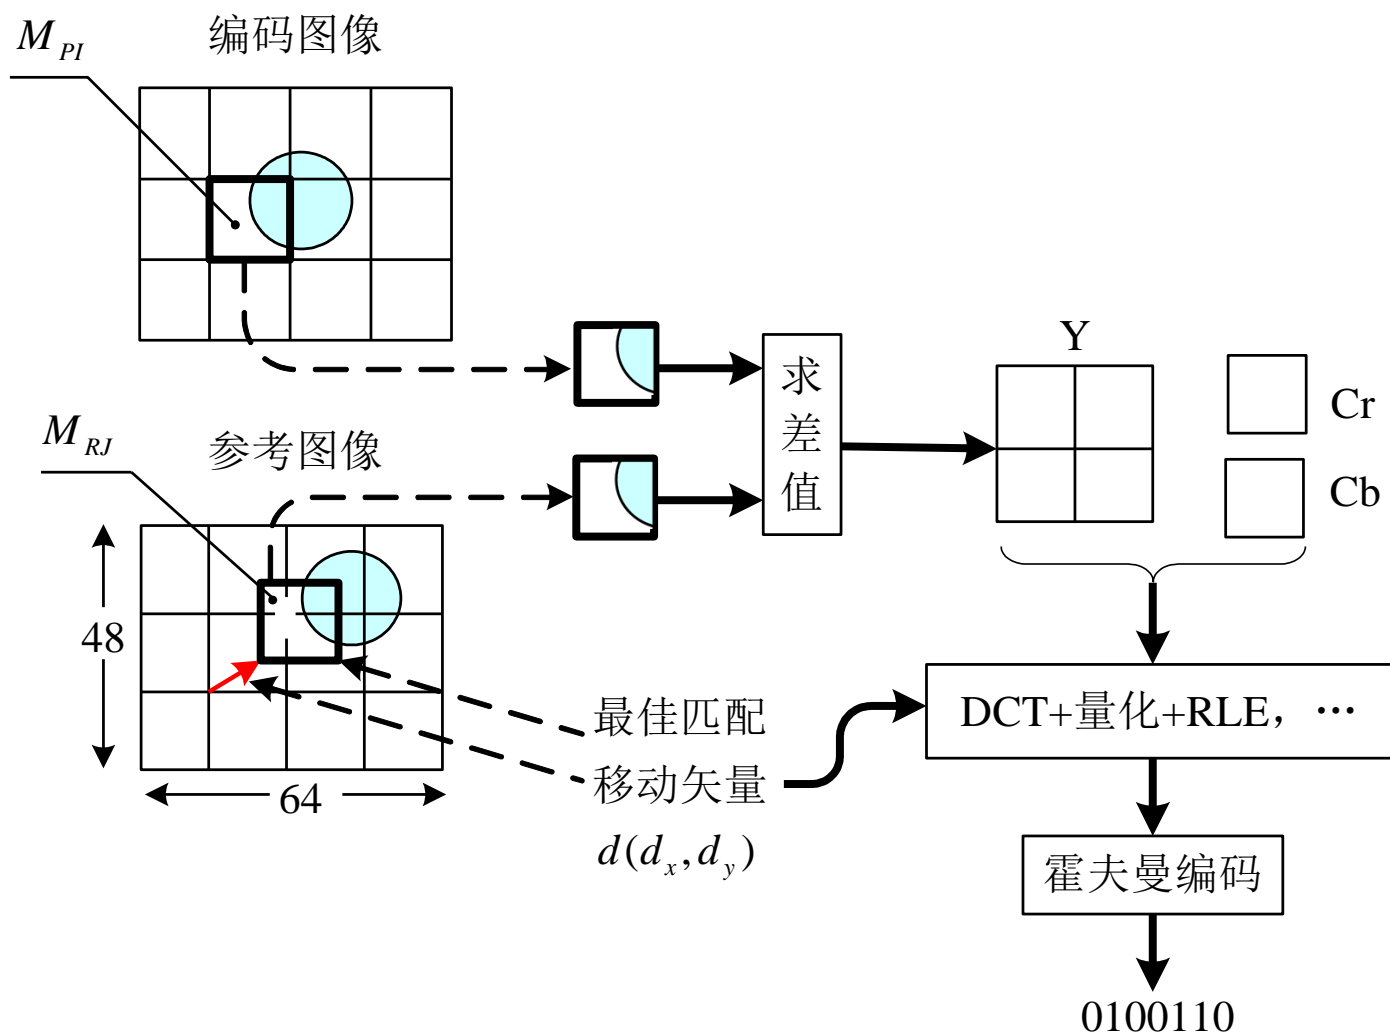 M_PI
编码图像
Y
Cr
Cb
求
差
值
M_RJ
参考图像
48
64
最佳匹配
移动矢量
d(d_x,d_y)
DCT+量化+RLE，…
霍夫曼编码
0100110